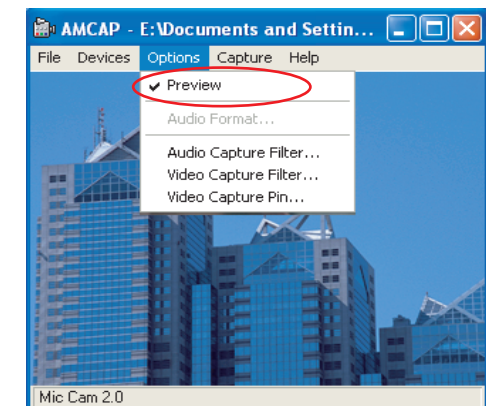 AMCAP - E:\Documents and Settin...
File Devices Options Capture Help
Preview
Audio Format...
Audio Capture Filter...
Video Capture Filter...
Video Capture Pin...
Mic Cam 2.0